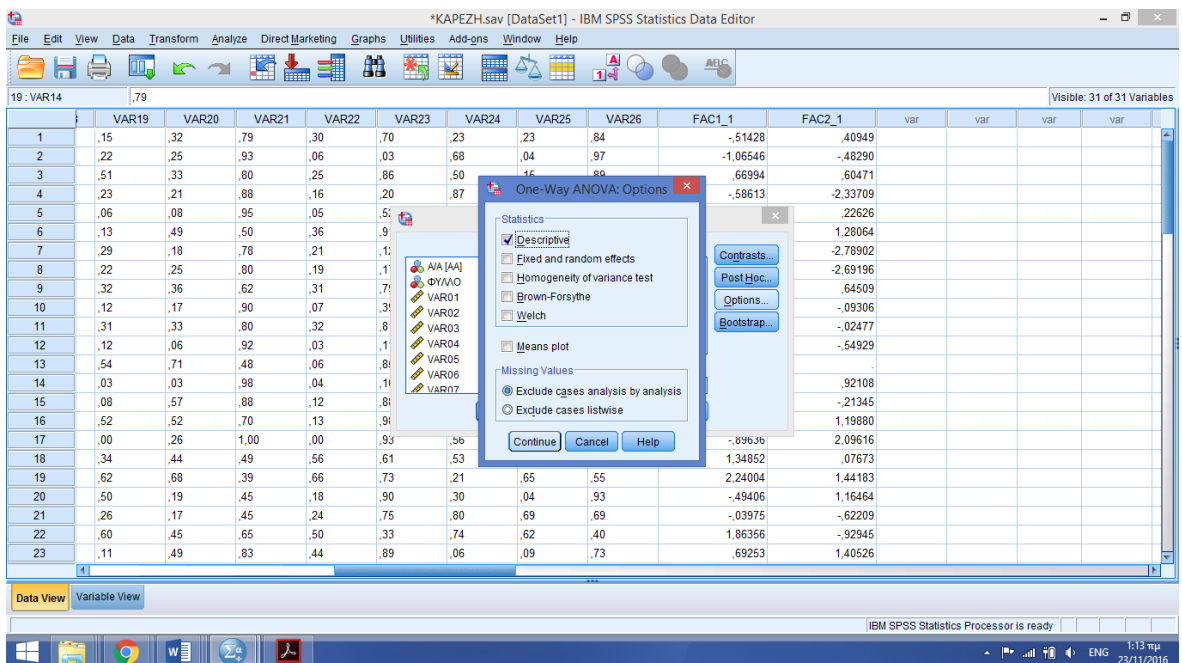 *KAPEZH.sav [DataSet1] - IBM SPSS Statistics Data Editor
File Edit View Data Transform Analyze Direct Marketing Graphs Utilities Add-ons Window Help
19 : VAR14 ,79 Visible: 31 of 31 Variables
VAR19 VAR20 VAR21 VAR22 VAR23 VAR24 VAR25 VAR26 FAC1_1 FAC2_1 var var var var
1 ,15 ,32 ,79 ,30 ,70 ,23 ,23 ,84 -,51428 ,40949
2 ,22 ,25 ,93 ,06 ,03 ,68 ,04 ,97 -1,06546 -,48290
3 ,51 ,33 ,80 ,25 ,86 ,50 ,66994 ,60471
4 ,23 ,21 ,88 ,16 ,20 ,87 -,58613 -2,33709
5 ,06 ,08 ,95 ,05 ,22626
6 ,13 ,49 ,50 ,36 1,28064
7 ,29 ,18 ,78 ,21 -2,78902
8 ,22 ,25 ,80 ,19 -2,69196
9 ,32 ,36 ,62 ,31 ,64509
10 ,12 ,17 ,90 ,07 -,09306
11 ,31 ,33 ,80 ,32 -,02477
12 ,12 ,06 ,92 ,03 -,54929
13 ,54 ,71 ,48 ,06 .
14 ,03 ,03 ,98 ,04 ,92108
15 ,08 ,57 ,88 ,12 -,21345
16 ,52 ,52 ,70 ,13 1,19880
17 ,00 ,26 1,00 ,00 ,93 ,56 -,89636 2,09616
18 ,34 ,44 ,49 ,56 ,61 ,53 1,34852 ,07673
19 ,62 ,68 ,39 ,66 ,73 ,21 ,65 ,55 2,24004 1,44183
20 ,50 ,19 ,45 ,18 ,90 ,30 ,04 ,93 -,49406 1,16464
21 ,26 ,17 ,45 ,24 ,75 ,80 ,69 ,69 -,03975 -,62209
22 ,60 ,45 ,65 ,50 ,33 ,74 ,62 ,40 1,86356 -,92945
23 ,11 ,49 ,83 ,44 ,89 ,06 ,09 ,73 ,69253 1,40526
A/A [AA]
ΦΥΛΛΟ
VAR01
VAR02
VAR03
VAR04
VAR05
VAR06
VAR07
Contrasts...
Post Hoc...
Options...
Bootstrap...
One-Way ANOVA: Options
Statistics
Descriptive
Fixed and random effects
Homogeneity of variance test
Brown-Forsythe
Welch
Means plot
Missing Values
Exclude cases analysis by analysis
Exclude cases listwise
Continue Cancel Help
Data View Variable View
IBM SPSS Statistics Processor is ready
ENG 1:13 πμ
23/11/2016